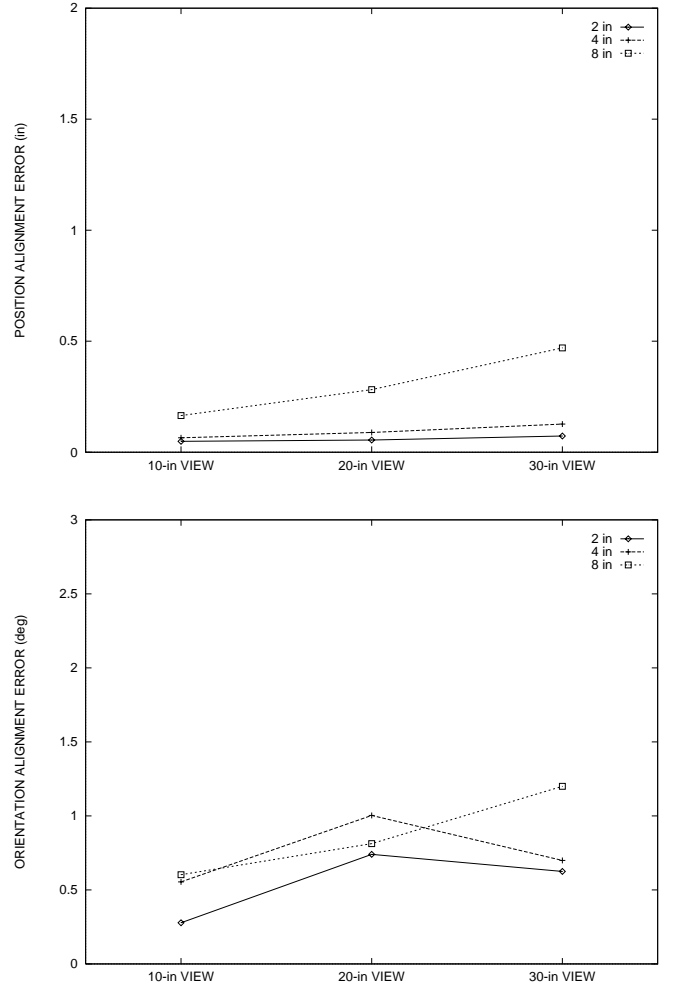 2
2 in
4 in
8 in
1.5
POSITION ALIGNMENT ERROR (in)
1
0.5
0
10-in VIEW 20-in VIEW 30-in VIEW
3
2 in
4 in
8 in
2.5
2
ORIENTATION ALIGNMENT ERROR (deg)
1.5
1
0.5
0
10-in VIEW 20-in VIEW 30-in VIEW